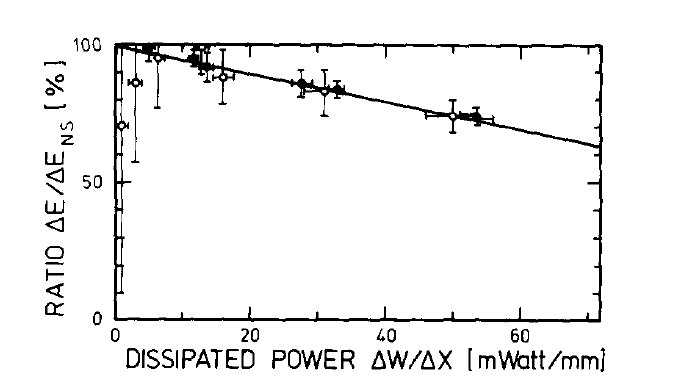 100
50
0
0 20 40 60
RATIO ΔE/ΔE_NS [%]
DISSIPATED POWER ΔW/ΔX [mWatt/mm]